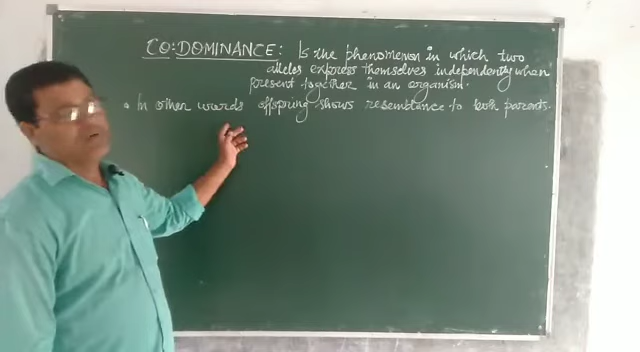 CO:DOMINANCE: Is the phenomenon in which two
alleles express themselves independently when
present together in an organism.
• In other words offspring shows resemblance to both parents.